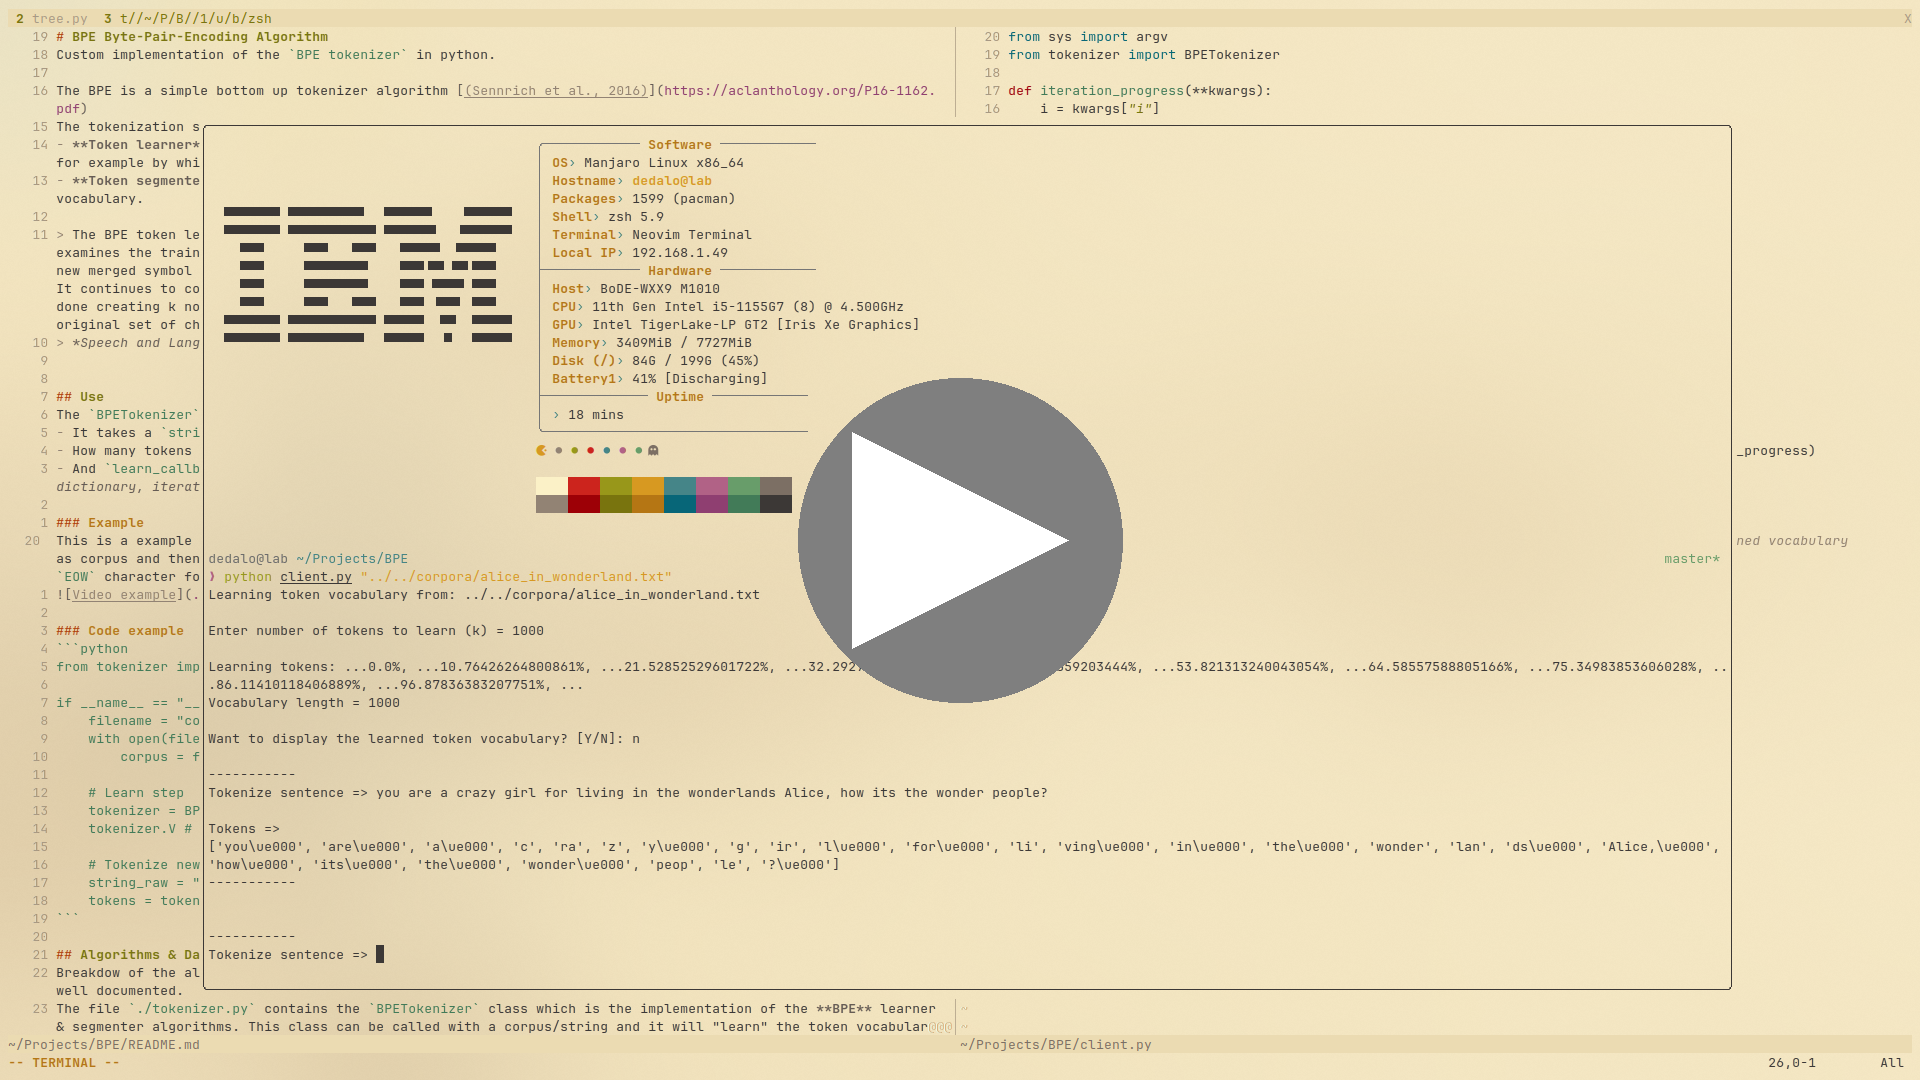 2 tree.py  3 t//~/P/B//1/u/b/zsh X
19 # BPE Byte-Pair-Encoding Algorithm
18 Custom implementation of the `BPE tokenizer` in python.
17
16 The BPE is a simple bottom up tokenizer algorithm [(Sennrich et al., 2016)](https://aclanthology.org/P16-1162.
pdf)
15 The tokenization s
14 - **Token learner*
for example by whi
13 - **Token segmente
vocabulary.
12
11 > The BPE token le
examines the train
new merged symbol
It continues to co
done creating k no
original set of ch
10 > *Speech and Lang
9
8
7 ## Use
6 The `BPETokenizer`
5 - It takes a `stri
4 - How many tokens
3 - And `learn_callb
dictionary, iterat
2
1 ### Example
20 This is a example
as corpus and then
`EOW` character fo
1 ![Video example](.
2
3 ### Code example
4 ```python
5 from tokenizer imp
6
7 if __name__ == "__
8     filename = "co
9     with open(file
10         corpus = f
11
12     # Learn step
13     tokenizer = BP
14     tokenizer.V #
15
16     # Tokenize new
17     string_raw = "
18     tokens = token
19 ```
20
21 ## Algorithms & Da
22 Breakdow of the al
well documented.
23 The file `./tokenizer.py` contains the `BPETokenizer` class which is the implementation of the **BPE** learner
& segmenter algorithms. This class can be called with a corpus/string and it will "learn" the token vocabular@@@
20 from sys import argv
19 from tokenizer import BPETokenizer
18
17 def iteration_progress(**kwargs):
16     i = kwargs["i"]
_progress)
ned vocabulary
~
~
IBM
Software
OS› Manjaro Linux x86_64
Hostname› dedalo@lab
Packages› 1599 (pacman)
Shell› zsh 5.9
Terminal› Neovim Terminal
Local IP› 192.168.1.49
Hardware
Host› BoDE-WXX9 M1010
CPU› 11th Gen Intel i5-1155G7 (8) @ 4.500GHz
GPU› Intel TigerLake-LP GT2 [Iris Xe Graphics]
Memory› 3409MiB / 7727MiB
Disk (/)› 84G / 199G (45%)
Battery1› 41% [Discharging]
Uptime
› 18 mins
dedalo@lab ~/Projects/BPE master*
❱ python client.py "../../corpora/alice_in_wonderland.txt"
Learning token vocabulary from: ../../corpora/alice_in_wonderland.txt
Enter number of tokens to learn (k) = 1000
Learning tokens: ...0.0%, ...10.76426264800861%, ...21.52852529601722%, ...32.292 59203444%, ...53.821313240043054%, ...64.58557588805166%, ...75.34983853606028%, ..
.86.11410118406889%, ...96.87836383207751%, ...
Vocabulary length = 1000
Want to display the learned token vocabulary? [Y/N]: n
-----------
Tokenize sentence => you are a crazy girl for living in the wonderlands Alice, how its the wonder people?
Tokens =>
['you\ue000', 'are\ue000', 'a\ue000', 'c', 'ra', 'z', 'y\ue000', 'g', 'ir', 'l\ue000', 'for\ue000', 'li', 'ving\ue000', 'in\ue000', 'the\ue000', 'wonder', 'lan', 'ds\ue000', 'Alice,\ue000',
'how\ue000', 'its\ue000', 'the\ue000', 'wonder\ue000', 'peop', 'le', '?\ue000']
-----------
-----------
Tokenize sentence =>
~/Projects/BPE/README.md ~/Projects/BPE/client.py
-- TERMINAL -- 26,0-1 All